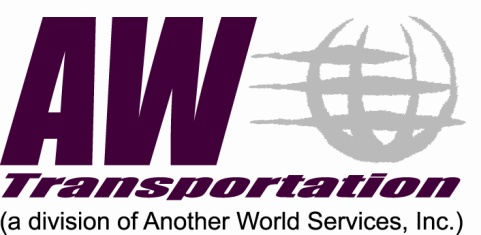 AW
Transportation
(a division of Another World Services, Inc.)